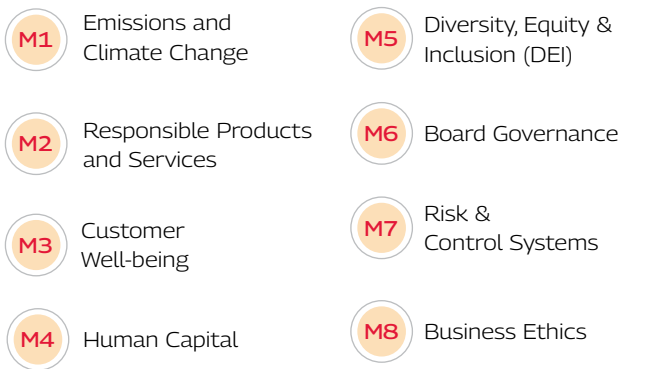 M1
Emissions and
Climate Change
M2
Responsible Products
and Services
M3
Customer
Well-being
M4
Human Capital
M5
Diversity, Equity &
Inclusion (DEI)
M6
Board Governance
M7
Risk &
Control Systems
M8
Business Ethics